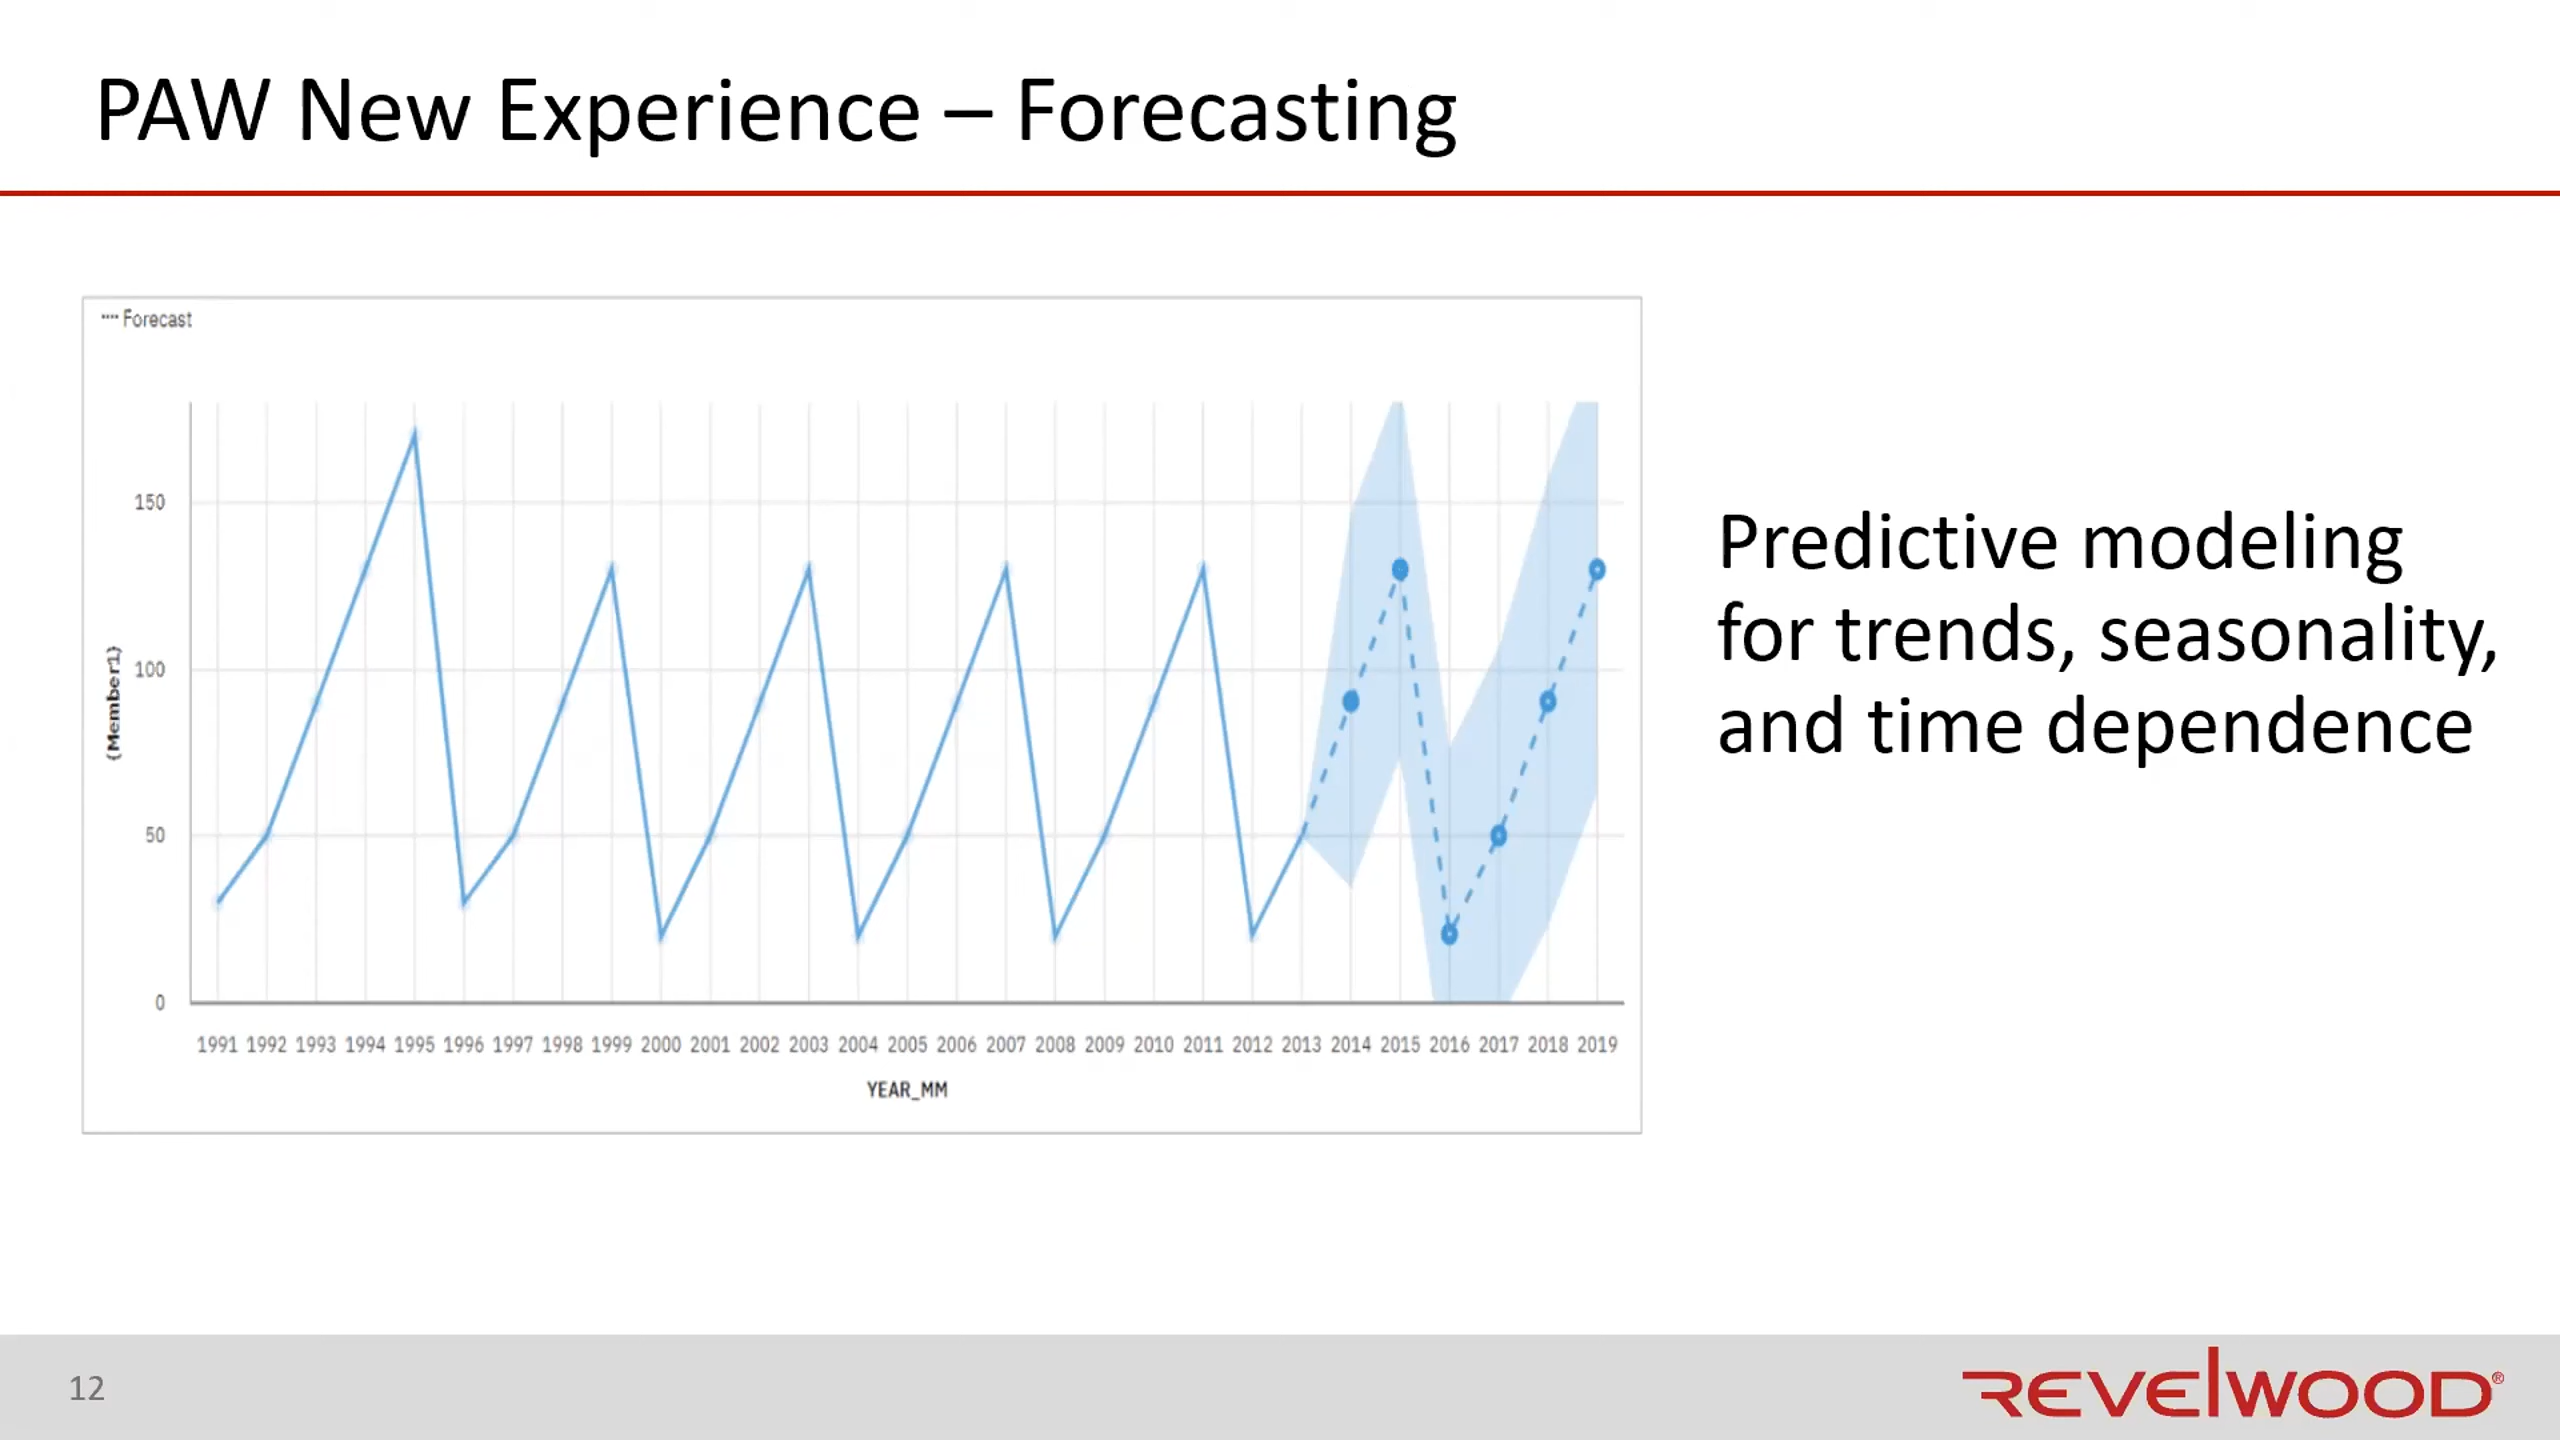 PAW New Experience – Forecasting
Forecast
150
100
50
0
{Member1}
1991 1992 1993 1994 1995 1996 1997 1998 1999 2000 2001 2002 2003 2004 2005 2006 2007 2008 2009 2010 2011 2012 2013 2014 2015 2016 2017 2018 2019
YEAR_MM
Predictive modeling
for trends, seasonality,
and time dependence
12
REVELWOOD®